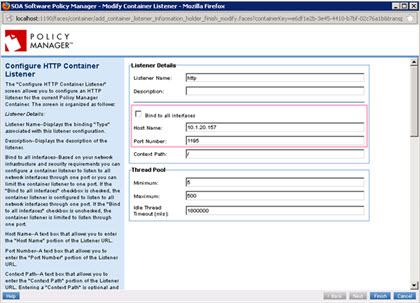 SOA Software Policy Manager - Modify Container Listener - Mozilla Firefox
localhost:1190/faces/container/add_container_listener_information_holder_finish_modify.faces?
POLICY
MANAGER™
Configure HTTP Container
Listener
The "Configure HTTP Container Listener"
screen allows you to configure an HTTP
listener for the current Policy Manager
Container. The screen is organized as follows:
Listener Details:
Listener Name–Displays the binding "Type"
associated with this listener configuration.
Description–Displays the description of the
listener.
Bind to all interfaces–Based on your network
infrastructure and security requirements you can
configure a container listener to listen to all
network interfaces through one port or you can
limit the container listener to one port. If the
"Bind to all interfaces" checkbox is checked, the
container listener is configured to listen to all
network interfaces through one port. If the "Bind
to all interfaces" checkbox is unchecked, the
container listener is limited to listen through
one port.
Host Name–A text box that allows you to enter
the "Host Name" portion of the Listener URL.
Port Number–A text box that allows you to
enter the "Port Number" portion of the Listener
URL.
Context Path–A text box that allows you to
enter the "Context Path" portion of the Listener
URL. Entering a "Context Path" is optional and
Listener Details
Listener Name: http
Description:
Bind to all interfaces
Host Name: 10.1.20.157
Port Number: 1195
Context Path: /
Thread Pool
Minimum: 5
Maximum: 500
Idle Thread
Timeout (mls): 1800000
Help
< Back
Next
Finish
Cancel